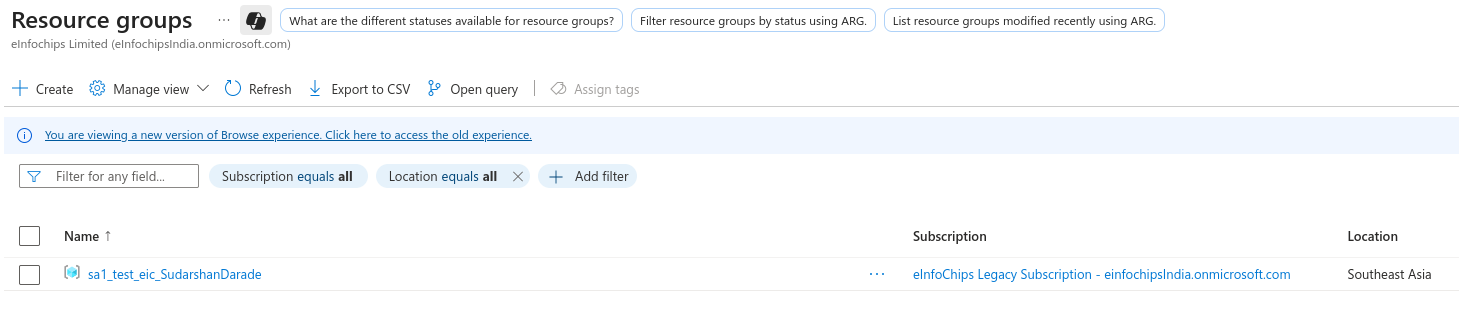 Resource groups ··· What are the different statuses available for resource groups? Filter resource groups by status using ARG. List resource groups modified recently using ARG.
eInfochips Limited (eInfochipsIndia.onmicrosoft.com)
Create Manage view Refresh Export to CSV Open query Assign tags
You are viewing a new version of Browse experience. Click here to access the old experience.
Filter for any field... Subscription equals all Location equals all Add filter
Name ↑ Subscription Location
sa1_test_eic_SudarshanDarade ··· eInfoChips Legacy Subscription - einfochipsIndia.onmicrosoft.com Southeast Asia